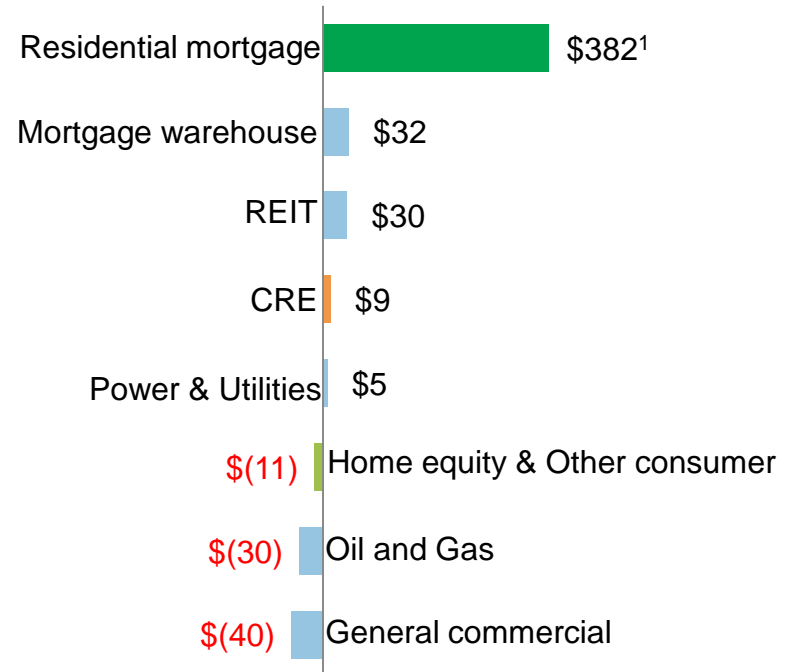 Residential mortgage $382¹
Mortgage warehouse $32
REIT $30
CRE $9
Power & Utilities $5
$(11) Home equity & Other consumer
$(30) Oil and Gas
$(40) General commercial